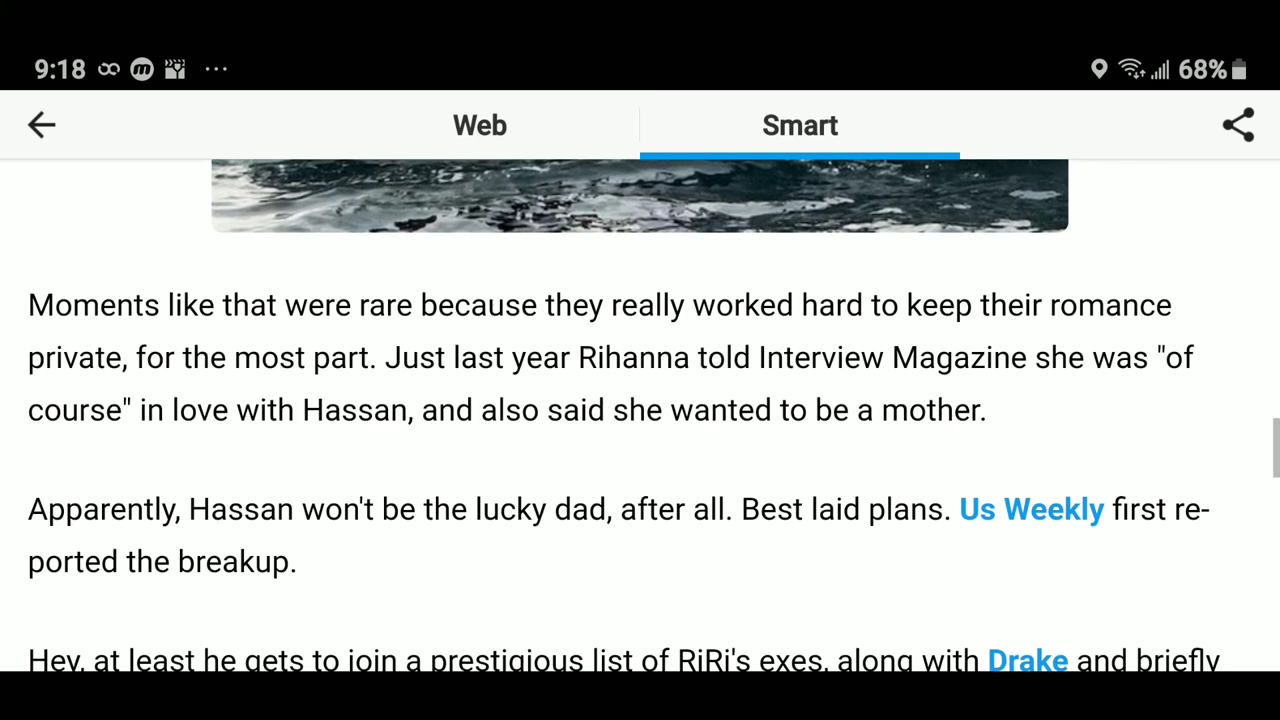 9:18 68%
Web Smart
Moments like that were rare because they really worked hard to keep their romance
private, for the most part. Just last year Rihanna told Interview Magazine she was "of
course" in love with Hassan, and also said she wanted to be a mother.
Apparently, Hassan won't be the lucky dad, after all. Best laid plans. Us Weekly first re-
ported the breakup.
Hey, at least he gets to join a prestigious list of RiRi's exes, along with Drake and briefly